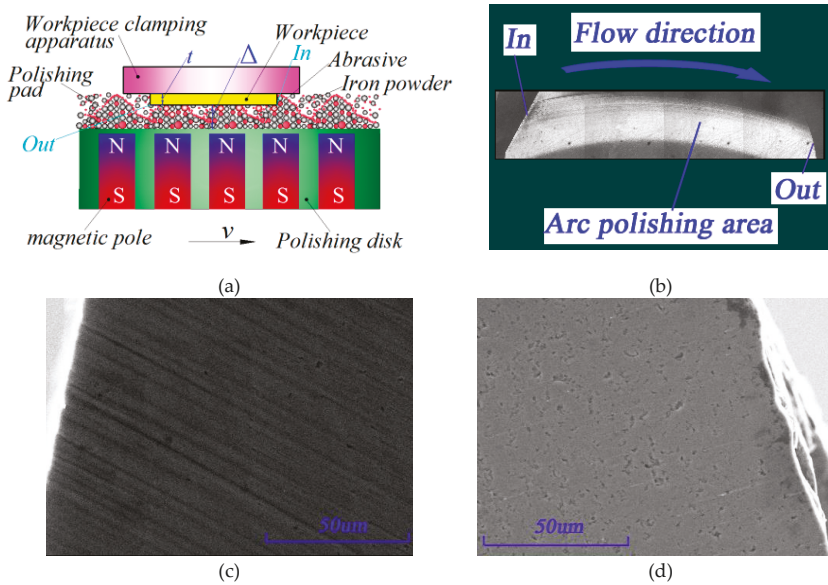 Workpiece clamping
apparatus
t
Δ
Workpiece
In
Abrasive
Iron powder
Polishing
pad
Out
N N N N N
S S S S S
magnetic pole
v
Polishing disk
(a)
In
Flow direction
Out
Arc polishing area
(b)
50um
(c)
50um
(d)